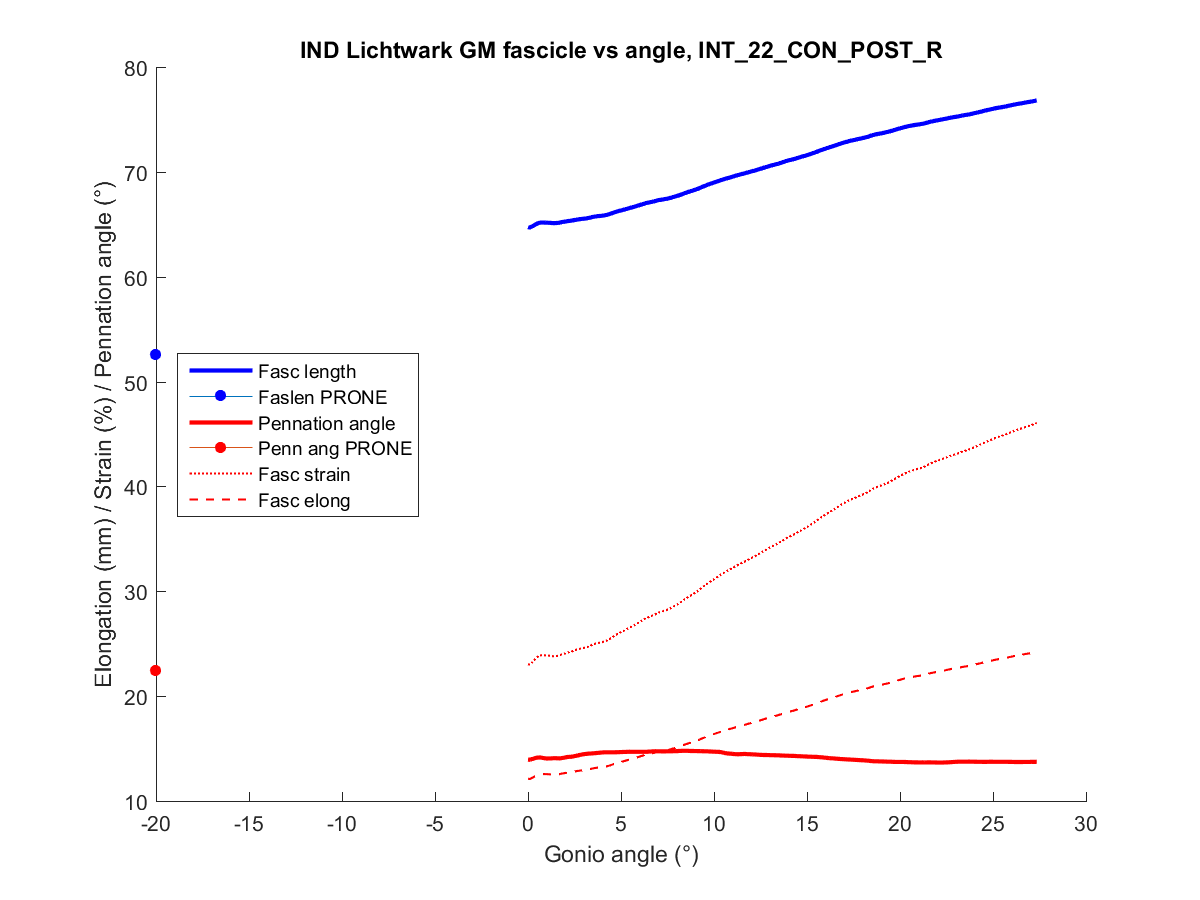 IND Lichtwark GM fascicle vs angle, INT_22_CON_POST_R
Elongation (mm) / Strain (%) / Pennation angle (°)
80
70
60
50
40
30
20
10
Fasc length
Faslen PRONE
Pennation angle
Penn ang PRONE
Fasc strain
Fasc elong
-20 -15 -10 -5 0 5 10 15 20 25 30
Gonio angle (°)